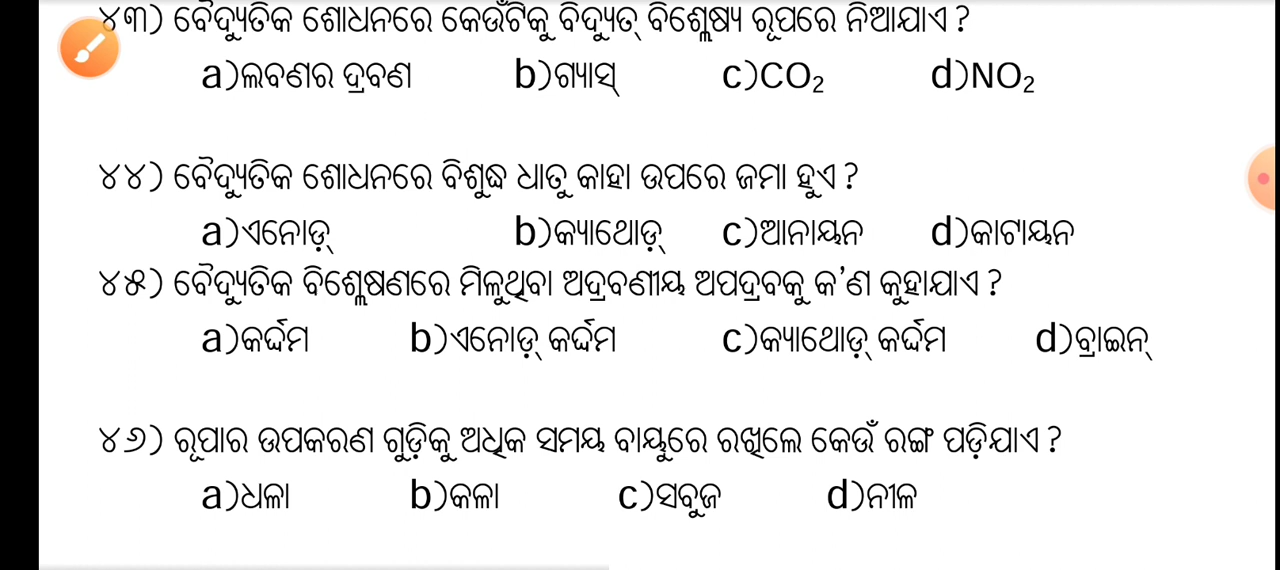 ୪୩) ବୈଦ୍ୟୁତିକ ଶୋଧନରେ କେଉଁଟିକୁ ବିଦ୍ୟୁତ୍ ବିଶ୍ଳେଷ୍ୟ ରୂପରେ ନିଆଯାଏ ?
a)ଲବଣର ଦ୍ରବଣ b)ଗ୍ୟାସ୍ c)CO₂ d)NO₂
୪୪) ବୈଦ୍ୟୁତିକ ଶୋଧନରେ ବିଶୁଦ୍ଧ ଧାତୁ କାହା ଉପରେ ଜମା ହୁଏ ?
a)ଏନୋଡ୍ b)କ୍ୟାଥୋଡ୍ c)ଆନାୟନ d)କାଟାୟନ
୪୫) ବୈଦ୍ୟୁତିକ ବିଶ୍ଳେଷଣରେ ମିଳୁଥିବା ଅଦ୍ରବଣୀୟ ଅପଦ୍ରବକୁ କ'ଣ କୁହାଯାଏ ?
a)କର୍ଦ୍ଦମ b)ଏନୋଡ୍ କର୍ଦ୍ଦମ c)କ୍ୟାଥୋଡ୍ କର୍ଦ୍ଦମ d)ବ୍ରାଇନ୍
୪୬) ରୂପାର ଉପକରଣ ଗୁଡ଼ିକୁ ଅଧିକ ସମୟ ବାୟୁରେ ରଖିଲେ କେଉଁ ରଙ୍ଗ ପଡ଼ିଯାଏ ?
a)ଧଳା b)କଳା c)ସବୁଜ d)ନୀଳ